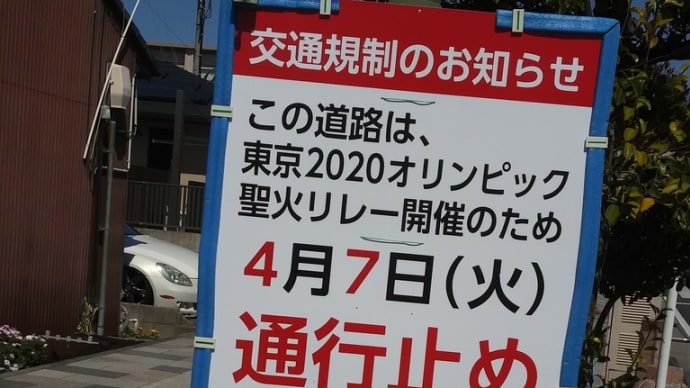 交通規制のお知らせ
この道路は、
東京2020オリンピック
聖火リレー開催のため
4月7日(火)
通行止め